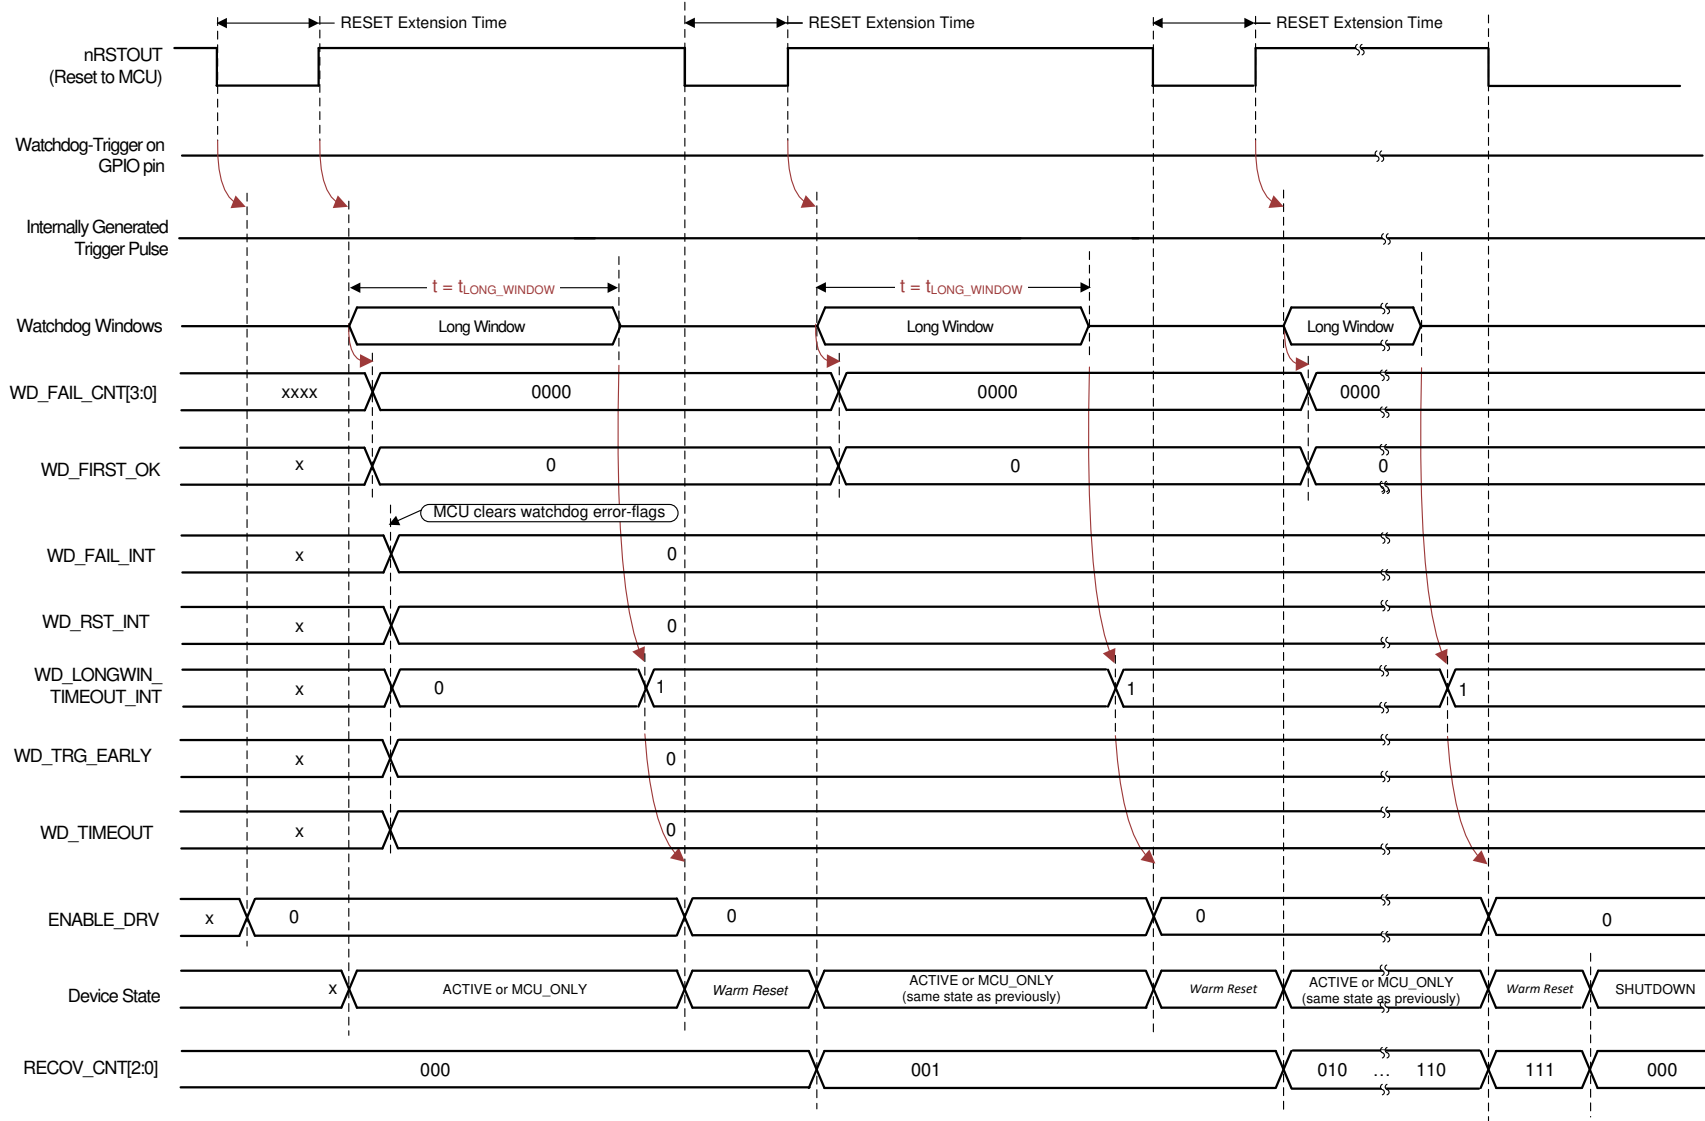 RESET Extension Time RESET Extension Time RESET Extension Time
nRSTOUT
(Reset to MCU)
Watchdog-Trigger on
GPIO pin
Internally Generated
Trigger Pulse
t = tLONG_WINDOW t = tLONG_WINDOW
Watchdog Windows Long Window Long Window Long Window
WD_FAIL_CNT[3:0] xxxx 0000 0000 0000
WD_FIRST_OK x 0 0 0
MCU clears watchdog error-flags
WD_FAIL_INT x 0
WD_RST_INT x 0
WD_LONGWIN_
TIMEOUT_INT x 0 1 1 1
WD_TRG_EARLY x 0
WD_TIMEOUT x 0
ENABLE_DRV x 0 0 0 0
Device State x ACTIVE or MCU_ONLY Warm Reset ACTIVE or MCU_ONLY Warm Reset ACTIVE or MCU_ONLY Warm Reset SHUTDOWN
(same state as previously) (same state as previously)
RECOV_CNT[2:0] 000 001 010 ... 110 111 000